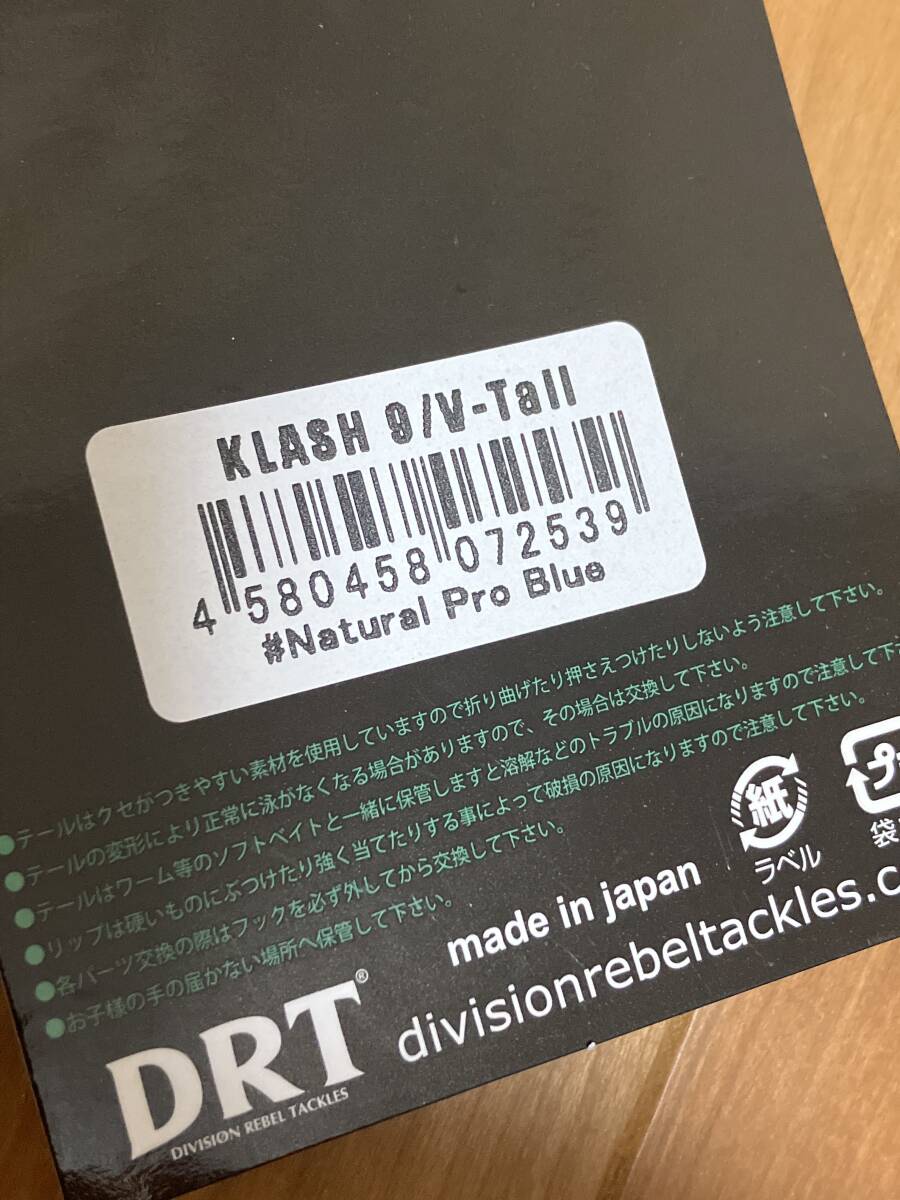 KLASH 9/V-Tail
4 580458 072539
#Natural Pro Blue
●テールはクセがつきやすい素材を使用していますので折り曲げたり押さえつけたりしないよう注意して下さい。
●テールの変形により正常に泳がなくなる場合がありますので、その場合は交換して下さい。
●テールはワーム等のソフトベイトと一緒に保管しますと溶解などのトラブルの原因になりますので注意して下さ
●リップは硬いものにぶつけたり強く当てたりする事によって破損の原因になりますので注意して下さい。
●各パーツ交換の際はフックを必ず外してから交換して下さい。
●お子様の手の届かない場所へ保管して下さい。
紙
ラベル
プ
袋
made in japan
divisionrebeltackles.c
DRT®
DIVISION REBEL TACKLES